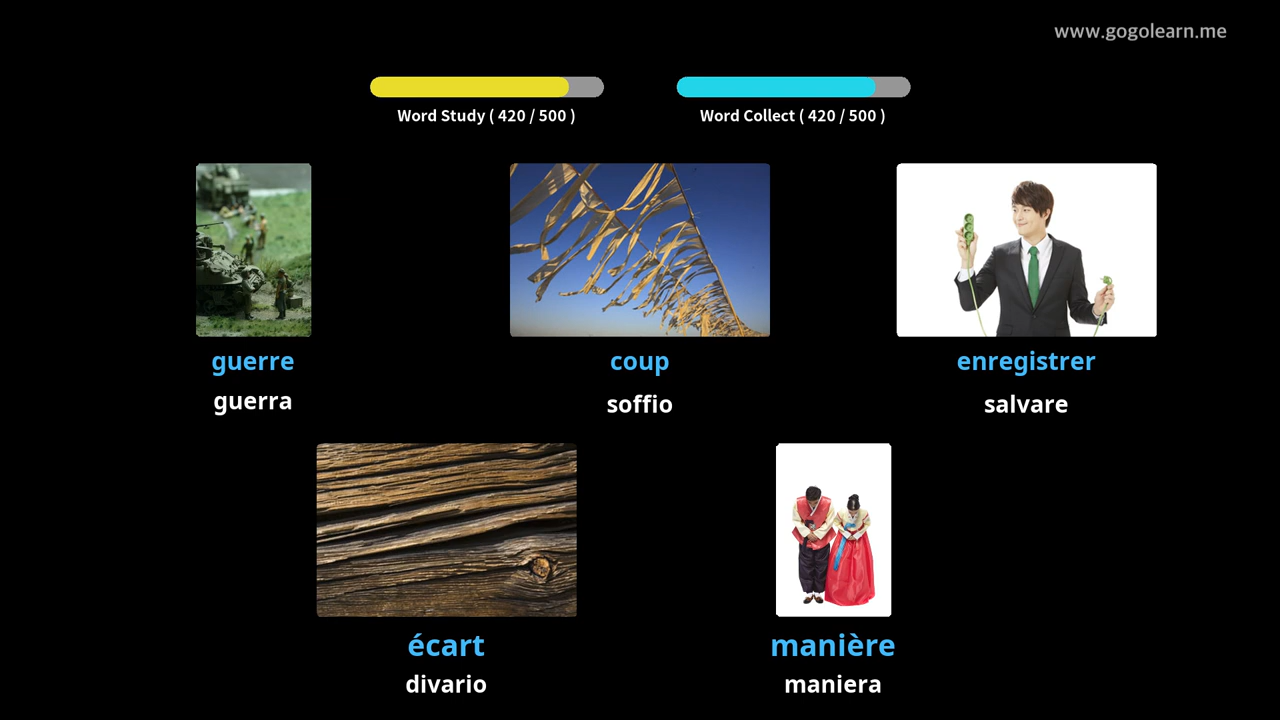 www.gogolearn.me
Word Study ( 420 / 500 )
Word Collect ( 420 / 500 )
guerre
guerra
coup
soffio
enregistrer
salvare
écart
divario
manière
maniera